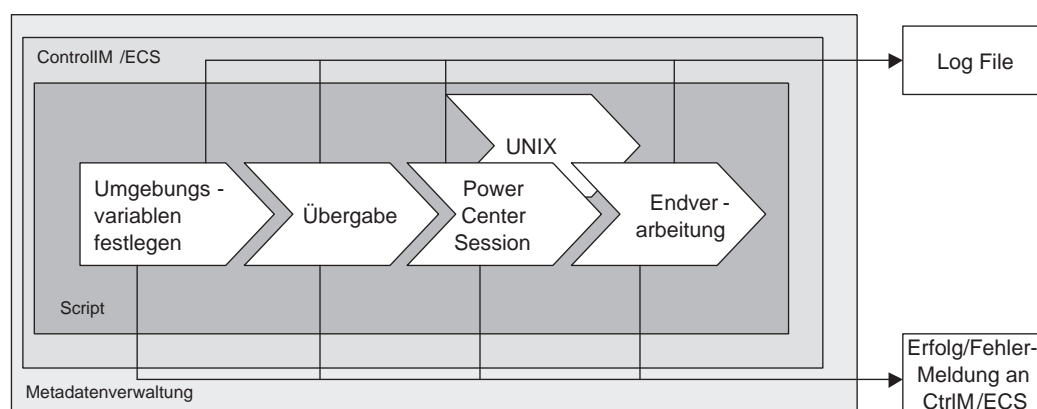 ControlIM /ECS
Log File
UNIX
Umgebungs -
variablen
festlegen
Übergabe
Power
Center
Session
Endver -
arbeitung
Script
Metadatenverwaltung
Erfolg/Fehler-
Meldung an
CtrlM/ECS